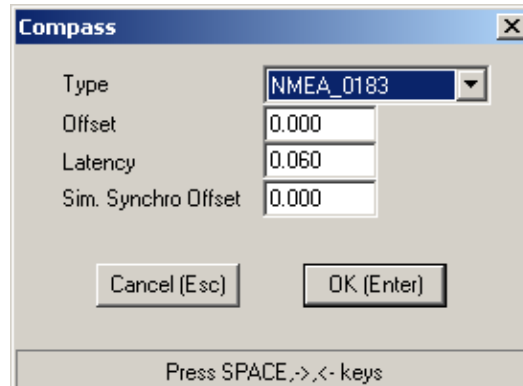 Compass
Type NMEA_0183
Offset 0.000
Latency 0.060
Sim. Synchro Offset 0.000
Cancel (Esc) OK (Enter)
Press SPACE,->,<- keys